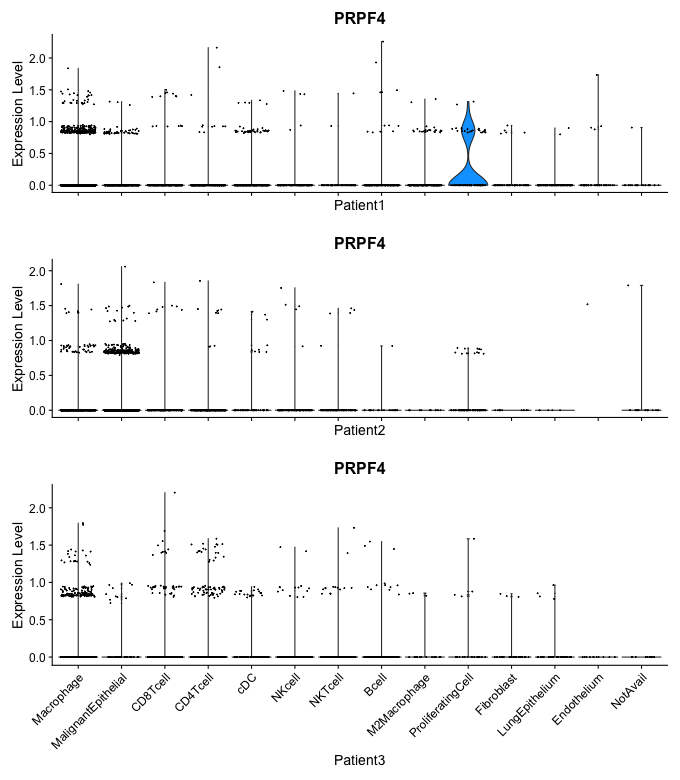 PRPF4
Expression Level
2.0
1.5
1.0
0.5
0.0
Patient1
PRPF4
Expression Level
2.0
1.5
1.0
0.5
0.0
Patient2
PRPF4
Expression Level
2.0
1.5
1.0
0.5
0.0
Macrophage
MalignantEpithelial
CD8Tcell
CD4Tcell
cDC
NKcell
NKTcell
Bcell
M2Macrophage
ProliferatingCell
Fibroblast
LungEpithelium
Endothelium
NotAvail
Patient3